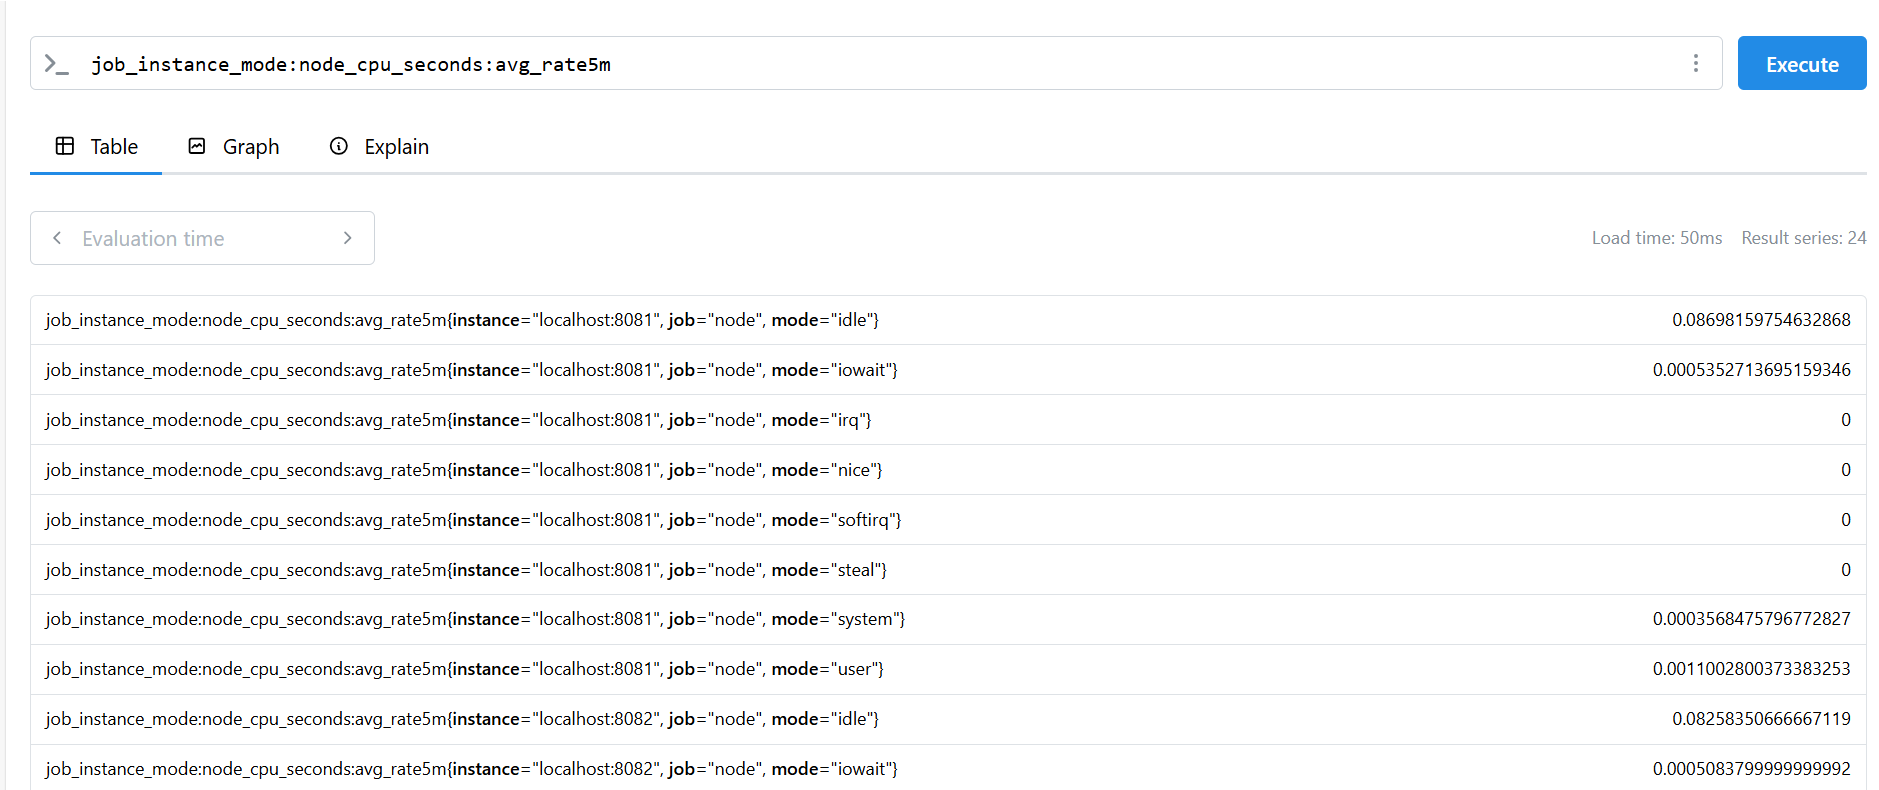 job_instance_mode:node_cpu_seconds:avg_rate5m
Execute
Table Graph Explain
Evaluation time
Load time: 50ms Result series: 24
job_instance_mode:node_cpu_seconds:avg_rate5m{instance="localhost:8081", job="node", mode="idle"} 0.08698159754632868
job_instance_mode:node_cpu_seconds:avg_rate5m{instance="localhost:8081", job="node", mode="iowait"} 0.0005352713695159346
job_instance_mode:node_cpu_seconds:avg_rate5m{instance="localhost:8081", job="node", mode="irq"} 0
job_instance_mode:node_cpu_seconds:avg_rate5m{instance="localhost:8081", job="node", mode="nice"} 0
job_instance_mode:node_cpu_seconds:avg_rate5m{instance="localhost:8081", job="node", mode="softirq"} 0
job_instance_mode:node_cpu_seconds:avg_rate5m{instance="localhost:8081", job="node", mode="steal"} 0
job_instance_mode:node_cpu_seconds:avg_rate5m{instance="localhost:8081", job="node", mode="system"} 0.0003568475796772827
job_instance_mode:node_cpu_seconds:avg_rate5m{instance="localhost:8081", job="node", mode="user"} 0.0011002800373383253
job_instance_mode:node_cpu_seconds:avg_rate5m{instance="localhost:8082", job="node", mode="idle"} 0.08258350666667119
job_instance_mode:node_cpu_seconds:avg_rate5m{instance="localhost:8082", job="node", mode="iowait"} 0.0005083799999999992